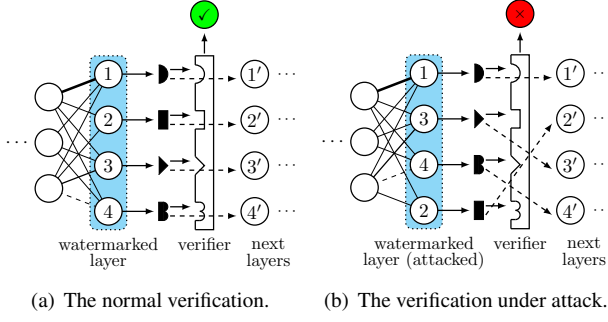 1 1′ ···
2 2′ ···
··· 3 3′ ···
4 4′ ···
watermarked layer verifier next layers
(a) The normal verification.
1 1′ ···
3 2′ ···
··· 4 3′ ···
2 4′ ···
watermarked layer (attacked) verifier next layers
(b) The verification under attack.